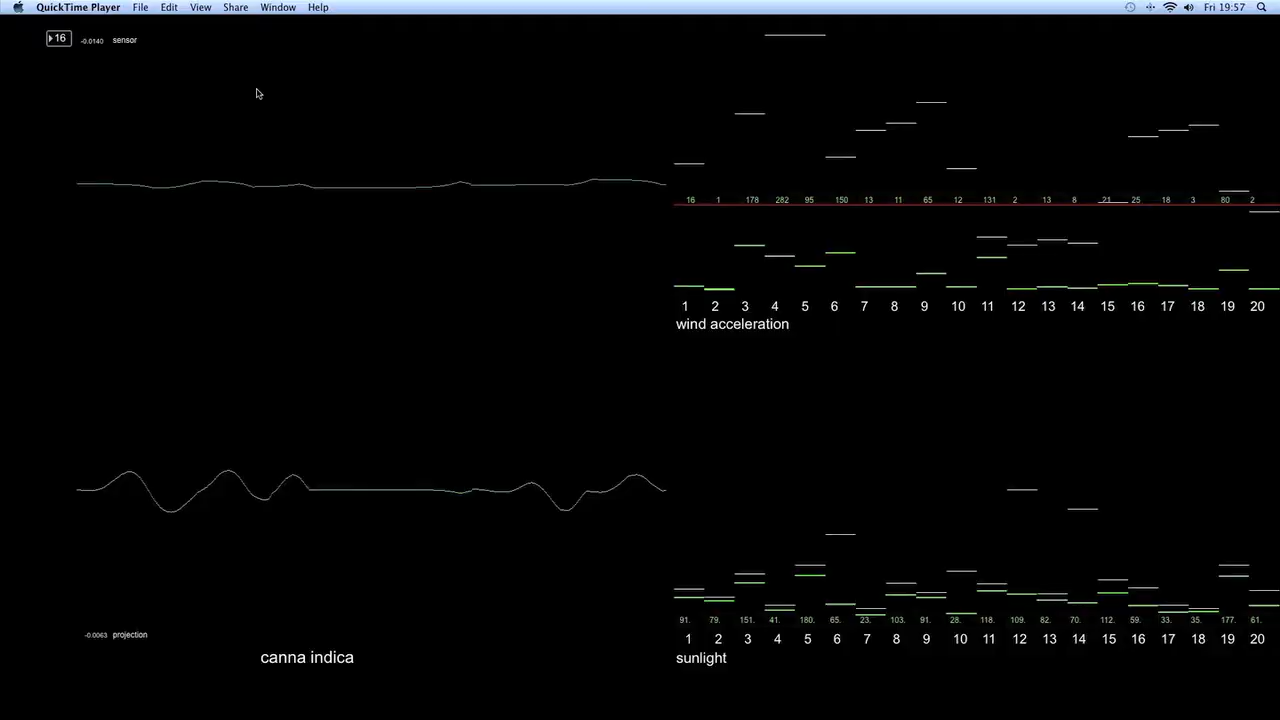 QuickTime Player File Edit View Share Window Help Fri 19:57
16 -0.0140 sensor
16 1 178 282 95 150 13 11 65 12 131 2 13 8 21 25 18 3 80 2
1 2 3 4 5 6 7 8 9 10 11 12 13 14 15 16 17 18 19 20
wind acceleration
91. 79. 151. 41. 180. 65. 23. 103. 91. 28. 118. 109. 82. 70. 112. 59. 33. 35. 177. 61.
1 2 3 4 5 6 7 8 9 10 11 12 13 14 15 16 17 18 19 20
-0.0063 projection
canna indica
sunlight